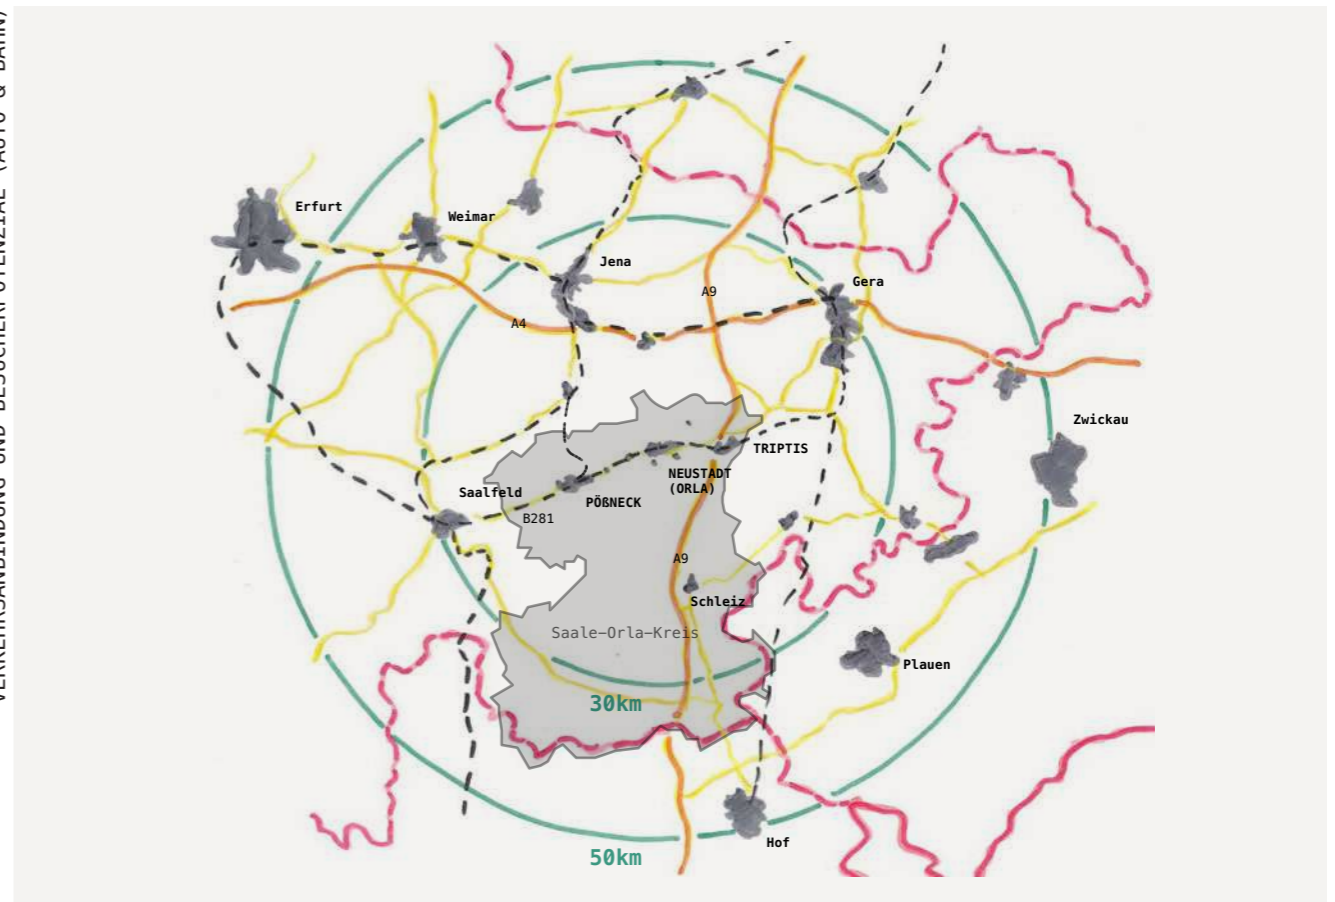 VERKEHRSANBINDUNG UND BESUCHERPOTENZIAL (AUTO & BAHN)
Erfurt
Weimar
Jena
A9
Gera
A4
Zwickau
TRIPTIS
NEUSTADT
(ORLA)
Saalfeld
PÖßNECK
B281
A9
Schleiz
Saale-Orla-Kreis
Plauen
30km
Hof
50km